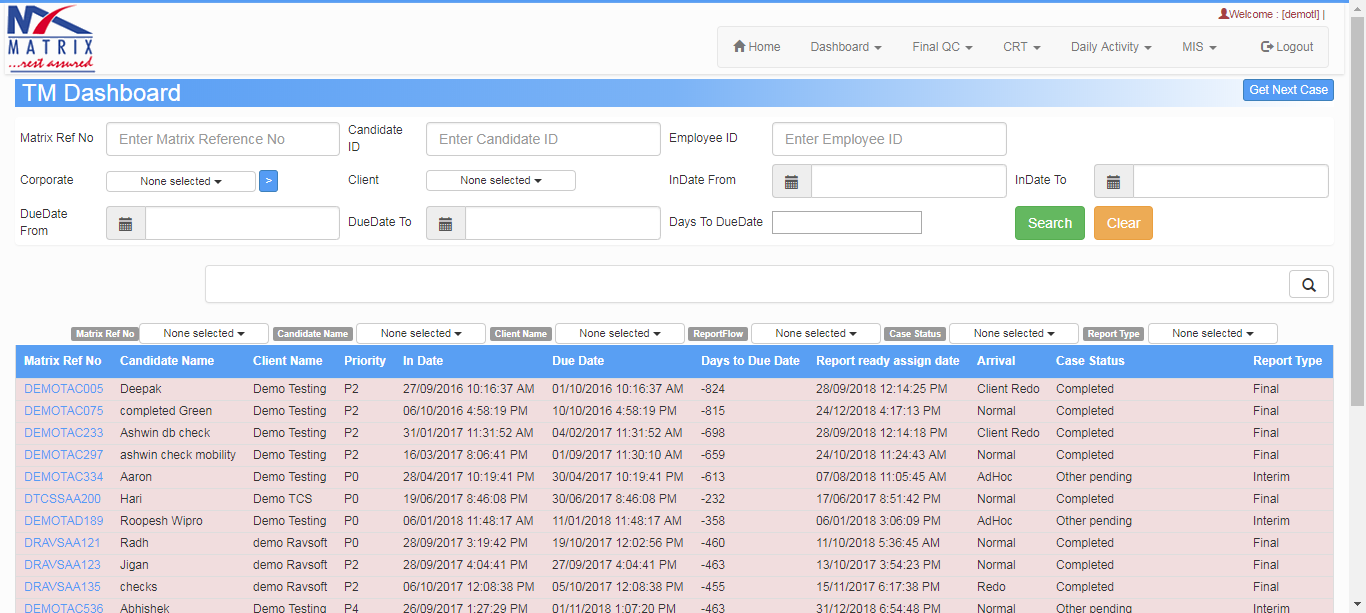 MATRIX
...rest assured
Welcome : [demotl] |
Home Dashboard Final QC CRT Daily Activity MIS Logout
TM Dashboard Get Next Case
Matrix Ref No Enter Matrix Reference No Candidate ID Enter Candidate ID Employee ID Enter Employee ID
Corporate None selected > Client None selected InDate From InDate To
DueDate From DueDate To Days To DueDate Search Clear
Matrix Ref No None selected Candidate Name None selected Client Name None selected ReportFlow None selected Case Status None selected Report Type None selected
Matrix Ref No Candidate Name Client Name Priority In Date Due Date Days to Due Date Report ready assign date Arrival Case Status Report Type
DEMOTAC005 Deepak Demo Testing P2 27/09/2016 10:16:37 AM 01/10/2016 10:16:37 AM -824 28/09/2018 12:14:25 PM Client Redo Completed Final
DEMOTAC075 completed Green Demo Testing P2 06/10/2016 4:58:19 PM 10/10/2016 4:58:19 PM -815 24/12/2018 4:17:13 PM Normal Completed Final
DEMOTAC233 Ashwin db check Demo Testing P2 31/01/2017 11:31:52 AM 04/02/2017 11:31:52 AM -698 28/09/2018 12:14:18 PM Client Redo Completed Final
DEMOTAC297 ashwin check mobility Demo Testing P2 16/03/2017 8:06:41 PM 01/09/2017 11:30:10 AM -659 24/10/2018 11:24:43 AM Normal Completed Final
DEMOTAC334 Aaron Demo Testing P0 28/04/2017 10:19:41 PM 30/04/2017 10:19:41 PM -613 07/08/2018 11:05:45 AM AdHoc Other pending Interim
DTCSSAA200 Hari Demo TCS P0 19/06/2017 8:46:08 PM 30/06/2017 8:46:08 PM -232 17/06/2018 8:51:42 PM Normal Completed Final
DEMOTAD189 Roopesh Wipro Demo Testing P0 06/01/2018 11:48:17 AM 11/01/2018 11:48:17 AM -358 06/01/2018 3:06:09 PM AdHoc Other pending Interim
DRAVSAA121 Radh demo Ravsoft P0 28/09/2017 3:19:42 PM 19/10/2017 12:02:56 PM -460 11/10/2018 5:36:45 AM Normal Completed Final
DRAVSAA123 Jigan demo Ravsoft P2 28/09/2017 4:04:41 PM 27/09/2017 4:04:41 PM -463 13/10/2017 3:54:23 PM Normal Completed Final
DRAVSAA135 checks demo Ravsoft P2 06/10/2017 12:08:38 PM 05/10/2017 12:08:38 PM -455 15/11/2017 6:17:38 PM Redo Completed Final
DEMOTAC536 Abhishek Demo Testing P4 26/09/2017 1:27:29 PM 01/11/2018 1:07:20 PM -463 31/12/2018 6:54:48 PM Normal Other pending Interim